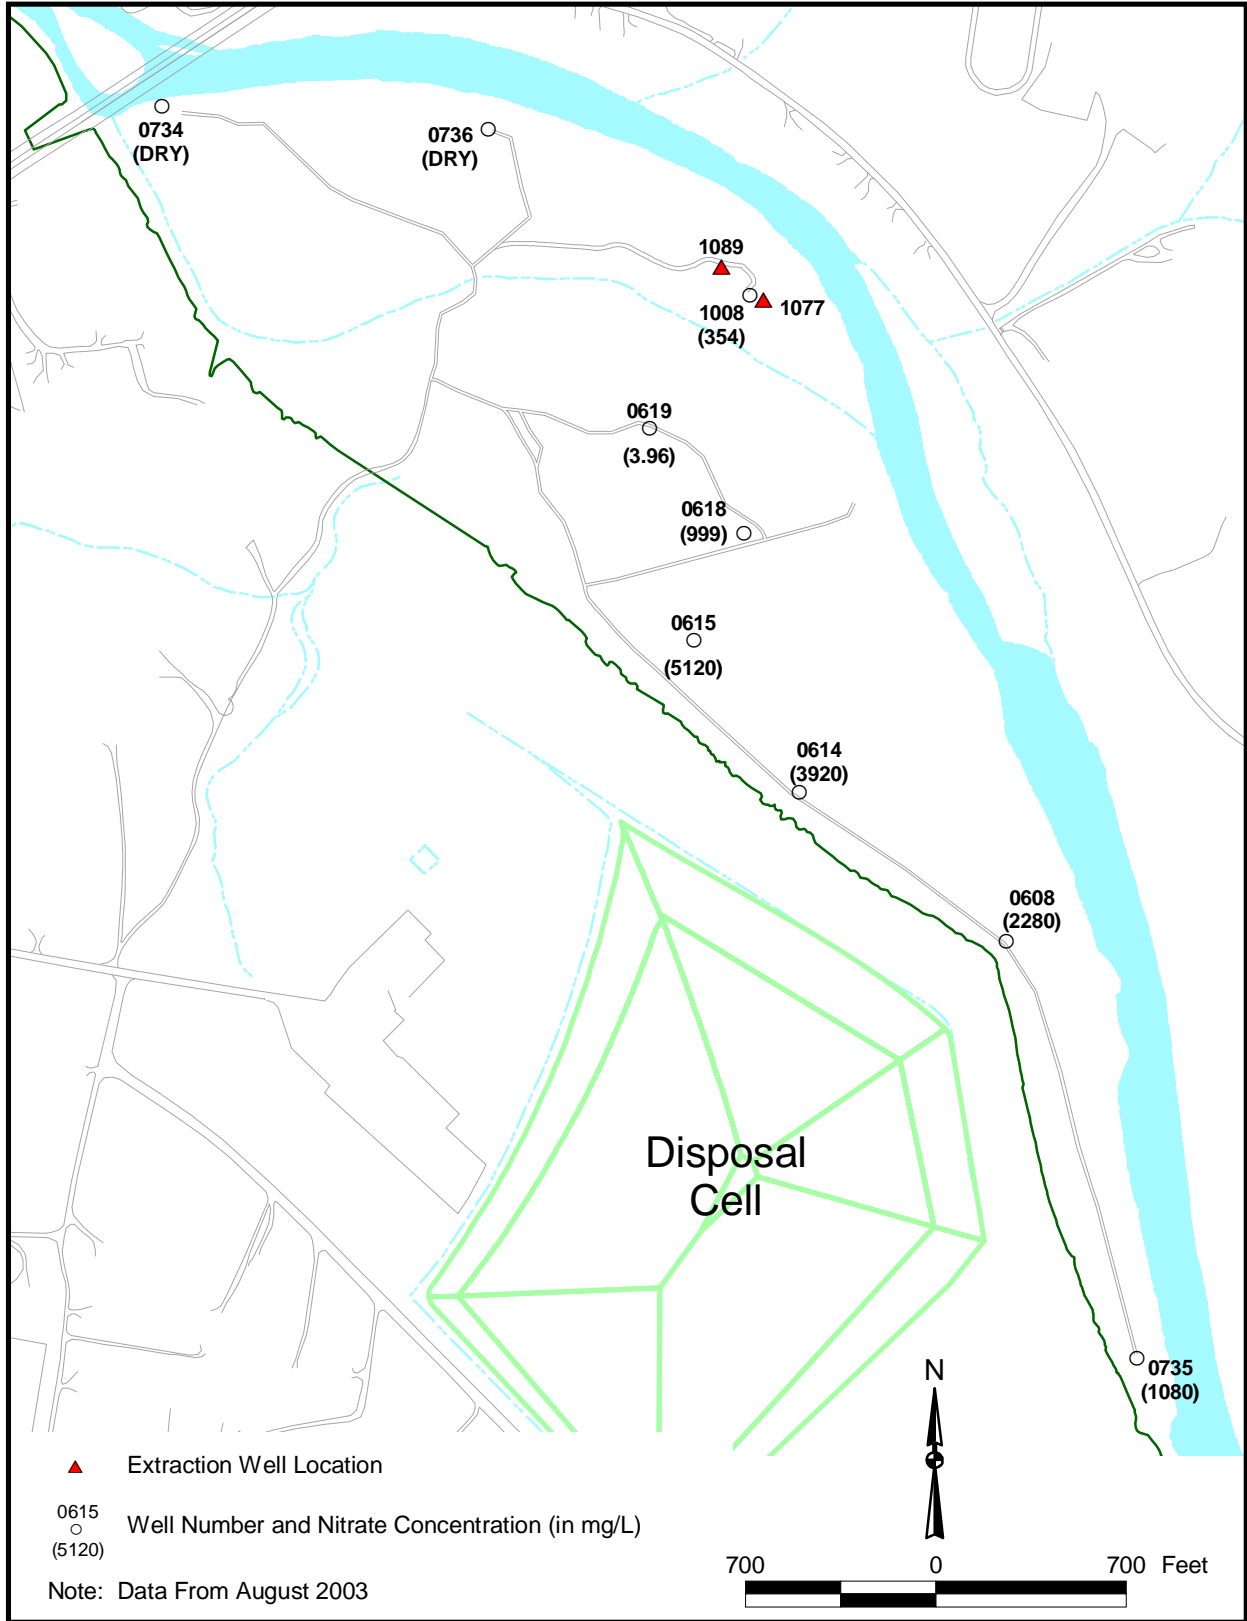 0734
(DRY)
0736
(DRY)
1089
1008
(354)
1077
0619
(3.96)
0618
(999)
0615
(5120)
0614
(3920)
0608
(2280)
Disposal
Cell
0735
(1080)
N
Extraction Well Location
0615
(5120)
Well Number and Nitrate Concentration (in mg/L)
Note: Data From August 2003
700 0 700 Feet